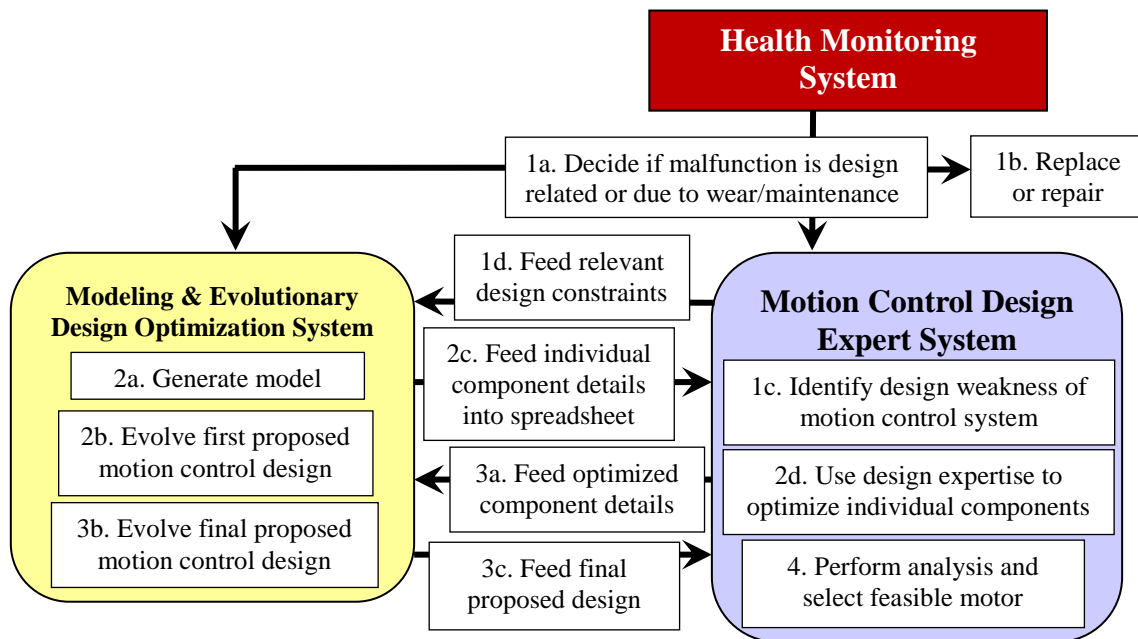 Health Monitoring
System
1a. Decide if malfunction is design
related or due to wear/maintenance
1b. Replace
or repair
1d. Feed relevant
design constraints
Modeling & Evolutionary
Design Optimization System
2a. Generate model
2b. Evolve first proposed
motion control design
3b. Evolve final proposed
motion control design
2c. Feed individual
component details
into spreadsheet
3a. Feed optimized
component details
3c. Feed final
proposed design
Motion Control Design
Expert System
1c. Identify design weakness of
motion control system
2d. Use design expertise to
optimize individual components
4. Perform analysis and
select feasible motor